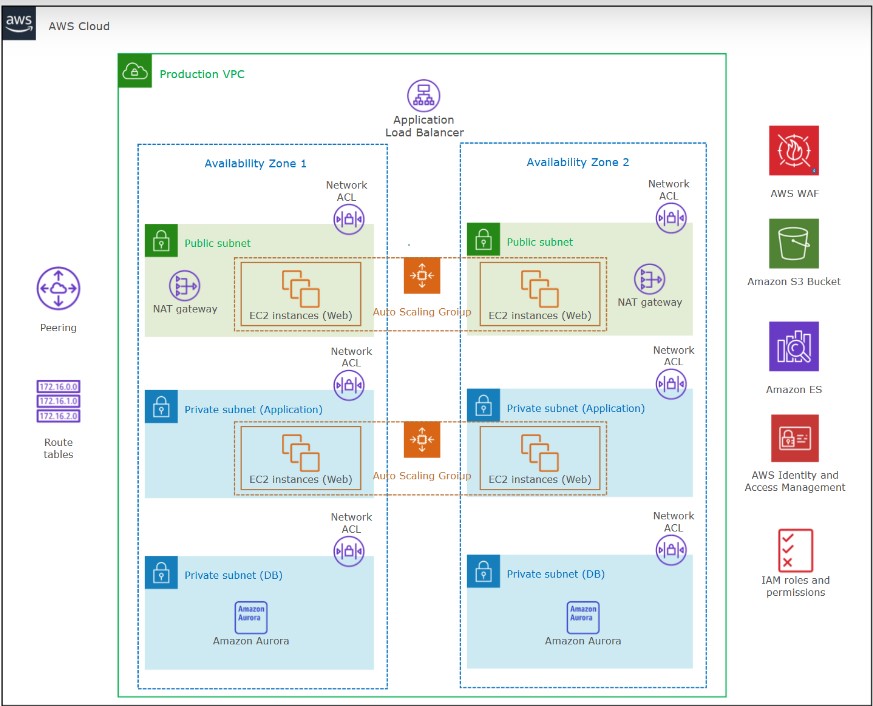 aws
AWS Cloud
Production VPC
Application
Load Balancer
Availability Zone 1
Availability Zone 2
Network
ACL
Network
ACL
Public subnet
Public subnet
NAT gateway
EC2 instances (Web)
Auto Scaling Group
EC2 instances (Web)
NAT gateway
Network
ACL
Network
ACL
Private subnet (Application)
Private subnet (Application)
EC2 instances (Web)
Auto Scaling Group
EC2 instances (Web)
Network
ACL
Network
ACL
Private subnet (DB)
Private subnet (DB)
Amazon
Aurora
Amazon Aurora
Amazon
Aurora
Amazon Aurora
Peering
172.16.0.0
172.16.1.0
172.16.2.0
Route
tables
AWS WAF
Amazon S3 Bucket
Amazon ES
AWS Identity and
Access Management
IAM roles and
permissions